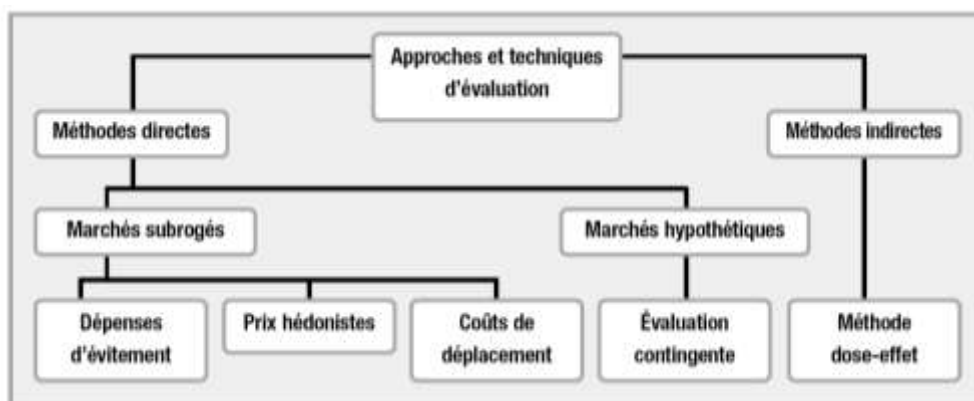 Approches et techniques
d'évaluation
Méthodes directes
Méthodes indirectes
Marchés subrogés
Marchés hypothétiques
Dépenses
d'évitement
Prix hédonistes
Coûts de
déplacement
Évaluation
contingente
Méthode
dose-effet